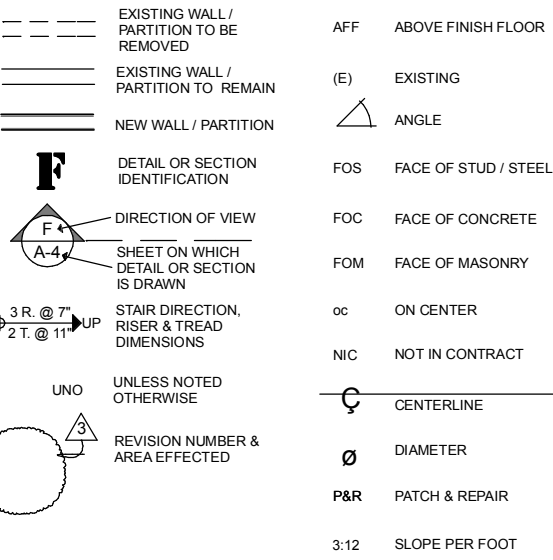 EXISTING WALL /
PARTITION TO BE
REMOVED
EXISTING WALL /
PARTITION TO REMAIN
NEW WALL / PARTITION
F
DETAIL OR SECTION
IDENTIFICATION
F
A-4
DIRECTION OF VIEW
SHEET ON WHICH
DETAIL OR SECTION
IS DRAWN
3 R. @ 7"
2 T. @ 11"
UP
STAIR DIRECTION,
RISER & TREAD
DIMENSIONS
UNO
UNLESS NOTED
OTHERWISE
3
REVISION NUMBER &
AREA EFFECTED
AFF ABOVE FINISH FLOOR
(E) EXISTING
ANGLE
FOS FACE OF STUD / STEEL
FOC FACE OF CONCRETE
FOM FACE OF MASONRY
oc ON CENTER
NIC NOT IN CONTRACT
Ç CENTERLINE
Ø DIAMETER
P&R PATCH & REPAIR
3:12 SLOPE PER FOOT